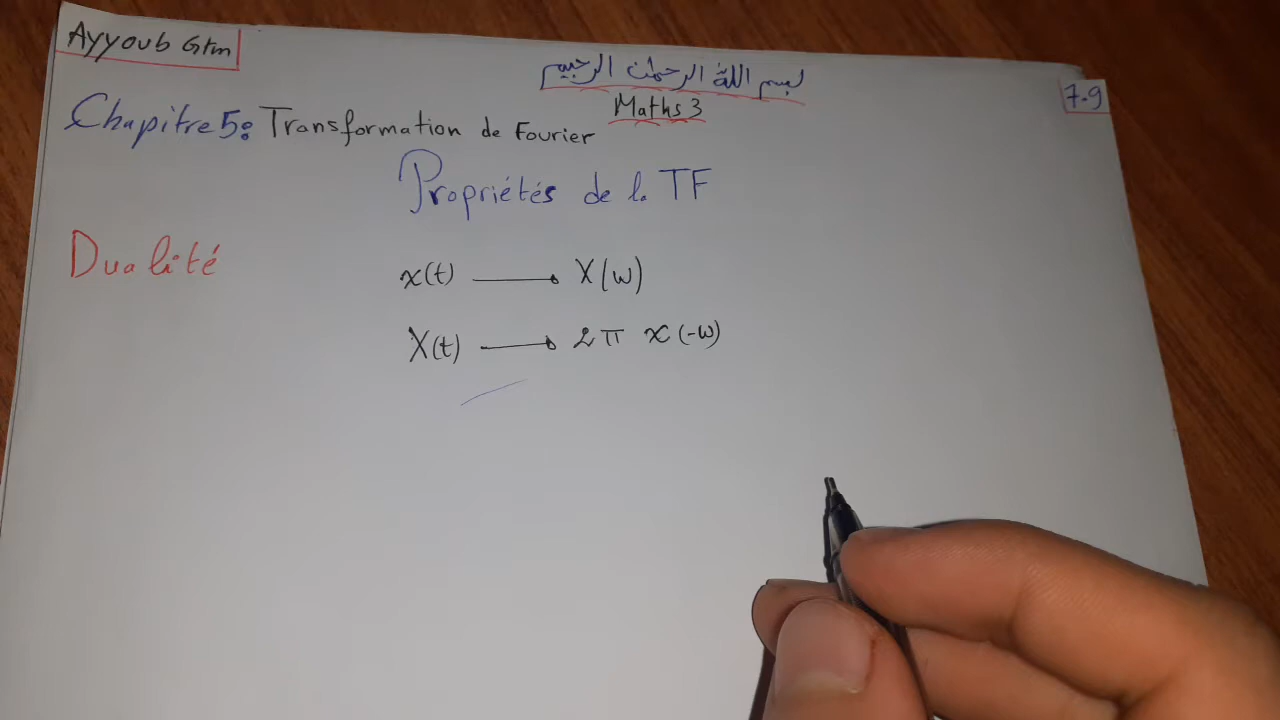 Ayyoub Gtm
بسم الله الرحمٰن الرحيم
7.9
Maths 3
Chapitre 5: Transformation de Fourier
Propriétés de la TF
Dualité
x(t) → X(w)
X(t) → 2π x(-w)